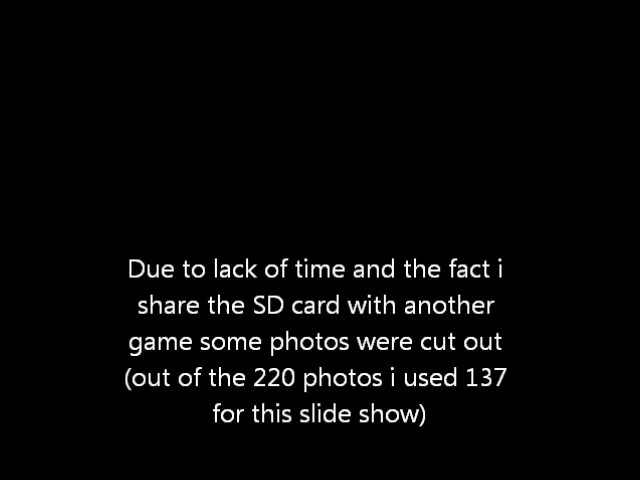 Due to lack of time and the fact i
share the SD card with another
game some photos were cut out
(out of the 220 photos i used 137
for this slide show)